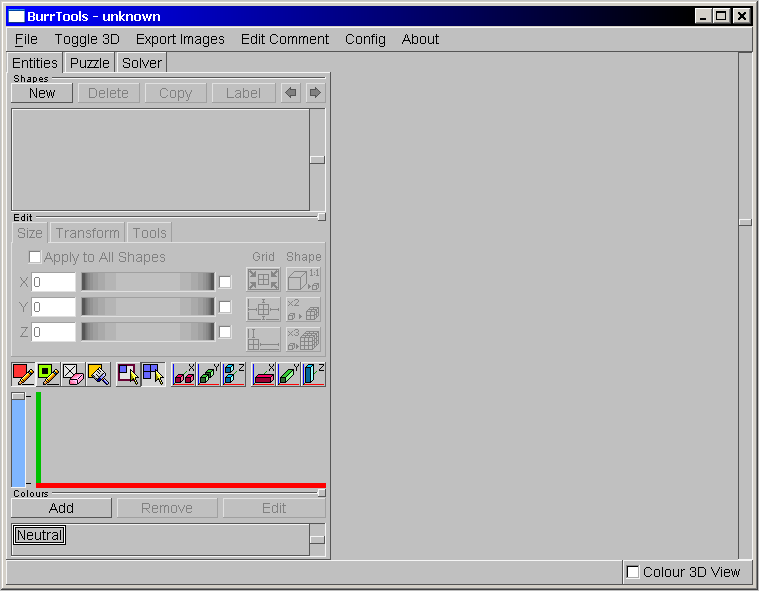 BurrTools - unknown
File Toggle 3D Export Images Edit Comment Config About
Entities Puzzle Solver
Shapes
New Delete Copy Label
Edit
Size Transform Tools
Apply to All Shapes Grid Shape
X 0 1:1
Y 0 x2
Z 0 x3
X Y Z X Y Z
Colours
Add Remove Edit
Neutral
Colour 3D View